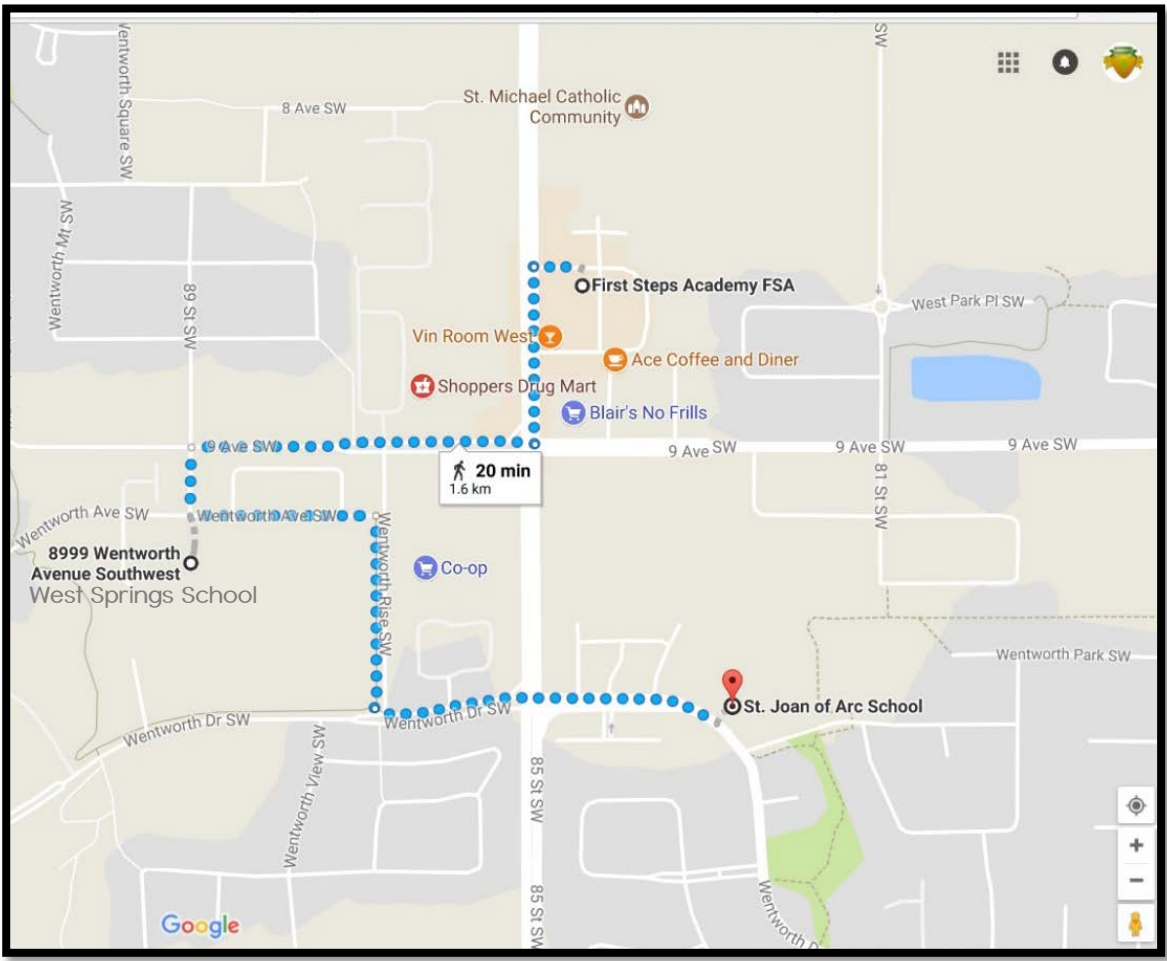 Wentworth Square SW
SW
8 Ave SW
St. Michael Catholic
Community
Wentworth Mt SW
89 St SW
First Steps Academy FSA
West Park Pl SW
Vin Room West
Ace Coffee and Diner
Shoppers Drug Mart
Blair's No Frills
9 Ave SW
9 Ave SW
9 Ave SW
9 Ave SW
20 min
1.6 km
81 St SW
Wentworth Ave SW
Wentworth Ave SW
8999 Wentworth
Avenue Southwest
West Springs School
Co-op
Wentworth Rise SW
Wentworth Park SW
St. Joan of Arc School
Wentworth Dr SW
Wentworth Dr SW
Wentworth View SW
85 St SW
85 St SW
Wentworth D
Google